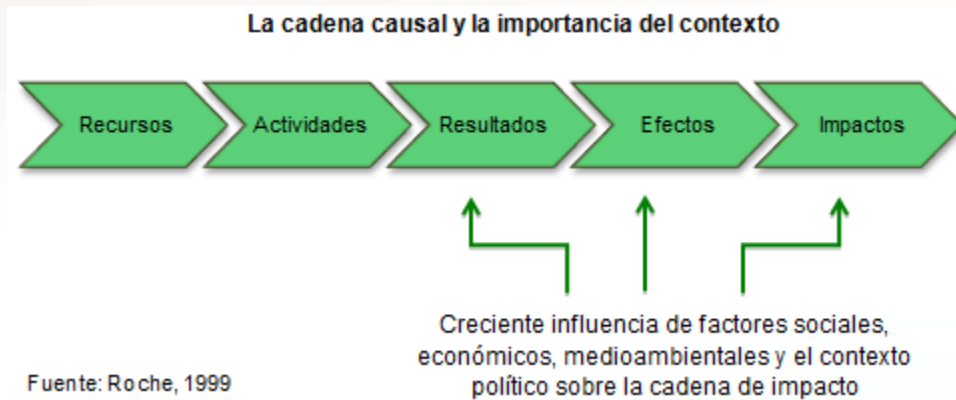 La cadena causal y la importancia del contexto
Recursos
Actividades
Resultados
Efectos
Impactos
Creciente influencia de factores sociales,
económicos, medioambientales y el contexto
político sobre la cadena de impacto
Fuente: Roche, 1999